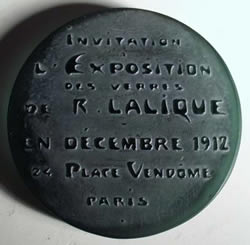 INVITATION
À
L'EXPOSITION
DES VERRES
DE R. LALIQUE
EN DÉCEMBRE 1912
24 PLACE VENDÔME
PARIS